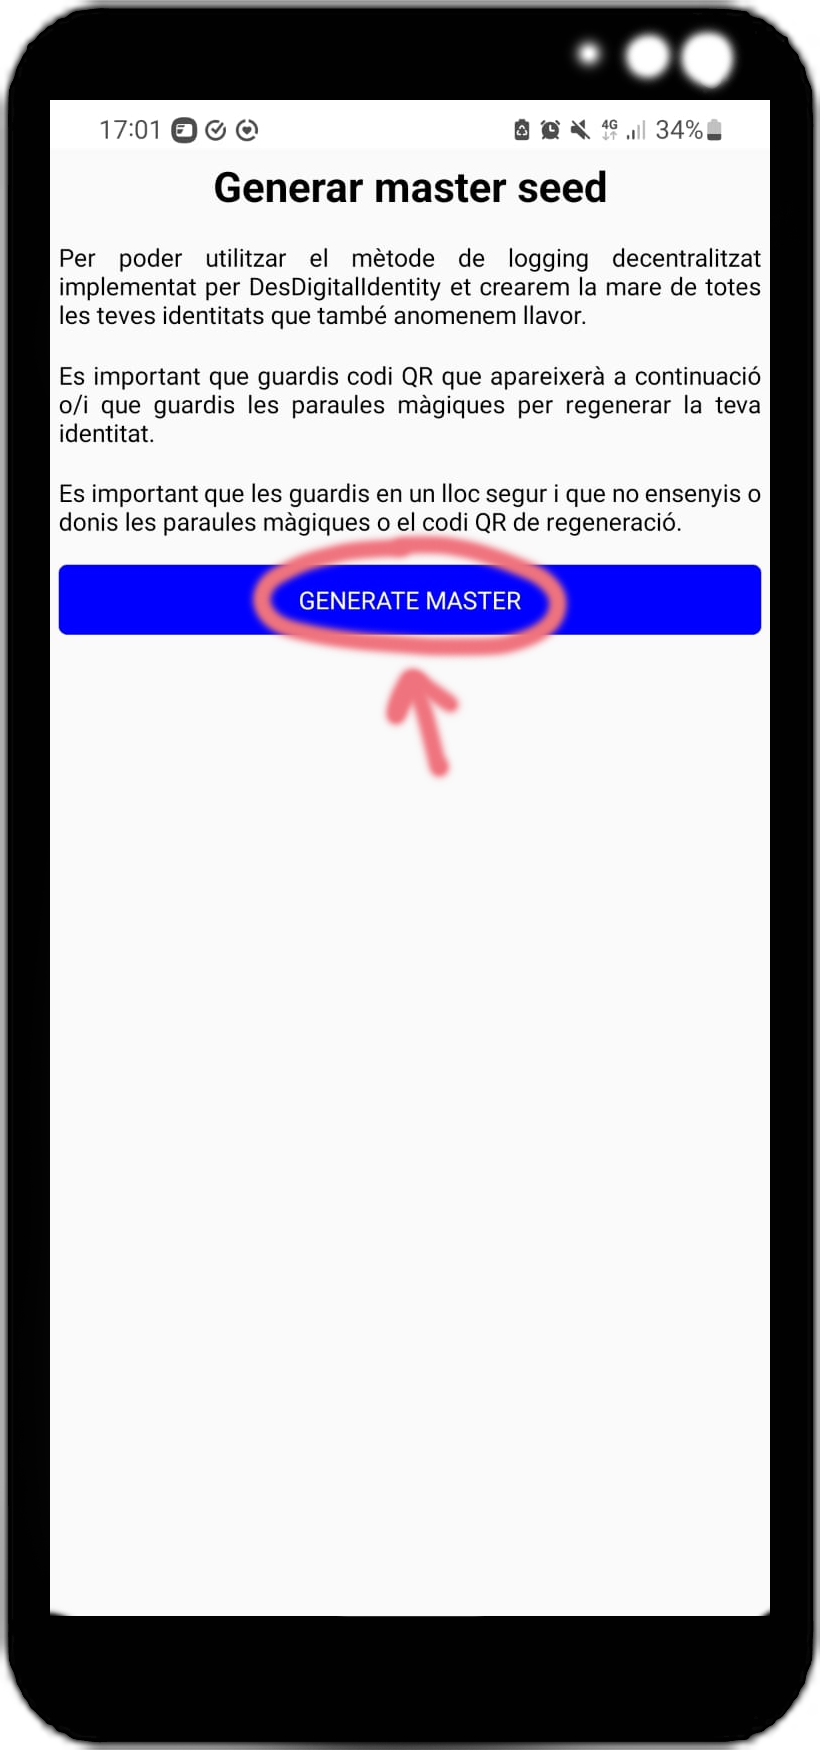 17:01
4G
34%
Generar master seed
Per poder utilitzar el mètode de logging decentralitzat
implementat per DesDigitalIdentity et crearem la mare de totes
les teves identitats que també anomenem llavor.
Es important que guardis codi QR que apareixerà a continuació
o/i que guardis les paraules màgiques per regenerar la teva
identitat.
Es important que les guardis en un lloc segur i que no ensenyis o
donis les paraules màgiques o el codi QR de regeneració.
GENERATE MASTER